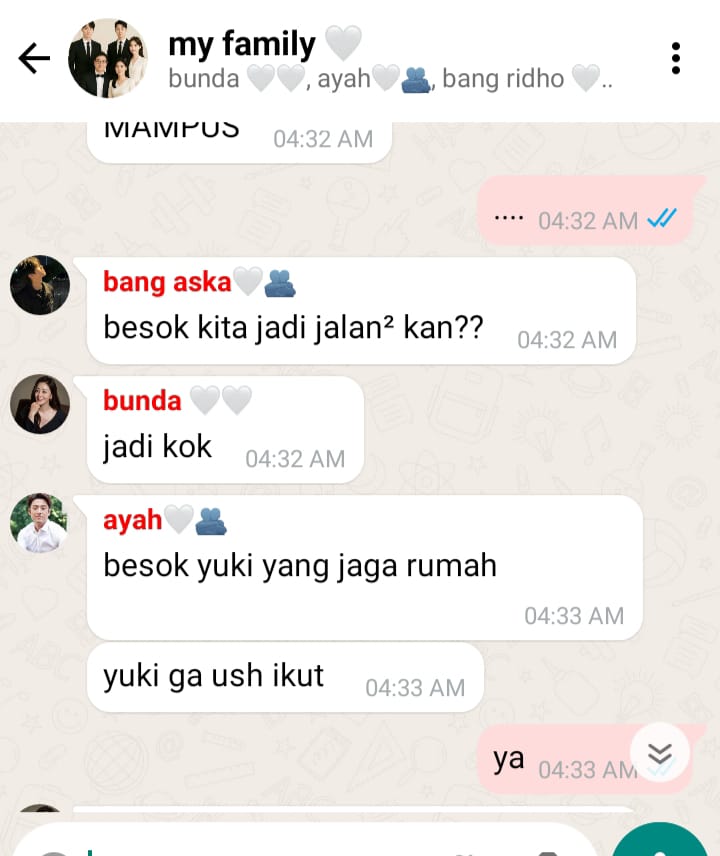 my family 🤍
bunda 🤍🤍, ayah🤍🫂, bang ridho 🤍..
MAMPUS 04:32 AM
.... 04:32 AM
bang aska🤍🫂
besok kita jadi jalan² kan?? 04:32 AM
bunda 🤍🤍
jadi kok 04:32 AM
ayah🤍🫂
besok yuki yang jaga rumah
04:33 AM
yuki ga ush ikut 04:33 AM
ya 04:33 AM